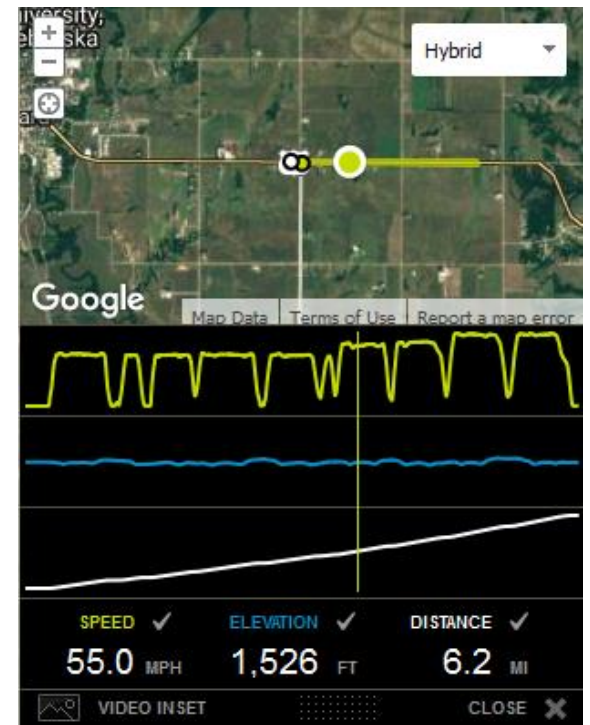 Hybrid
+
−
Google
Map Data Terms of Use Report a map error
SPEED ✓ ELEVATION ✓ DISTANCE ✓
55.0 MPH 1,526 FT 6.2 MI
VIDEO INSET CLOSE ✖